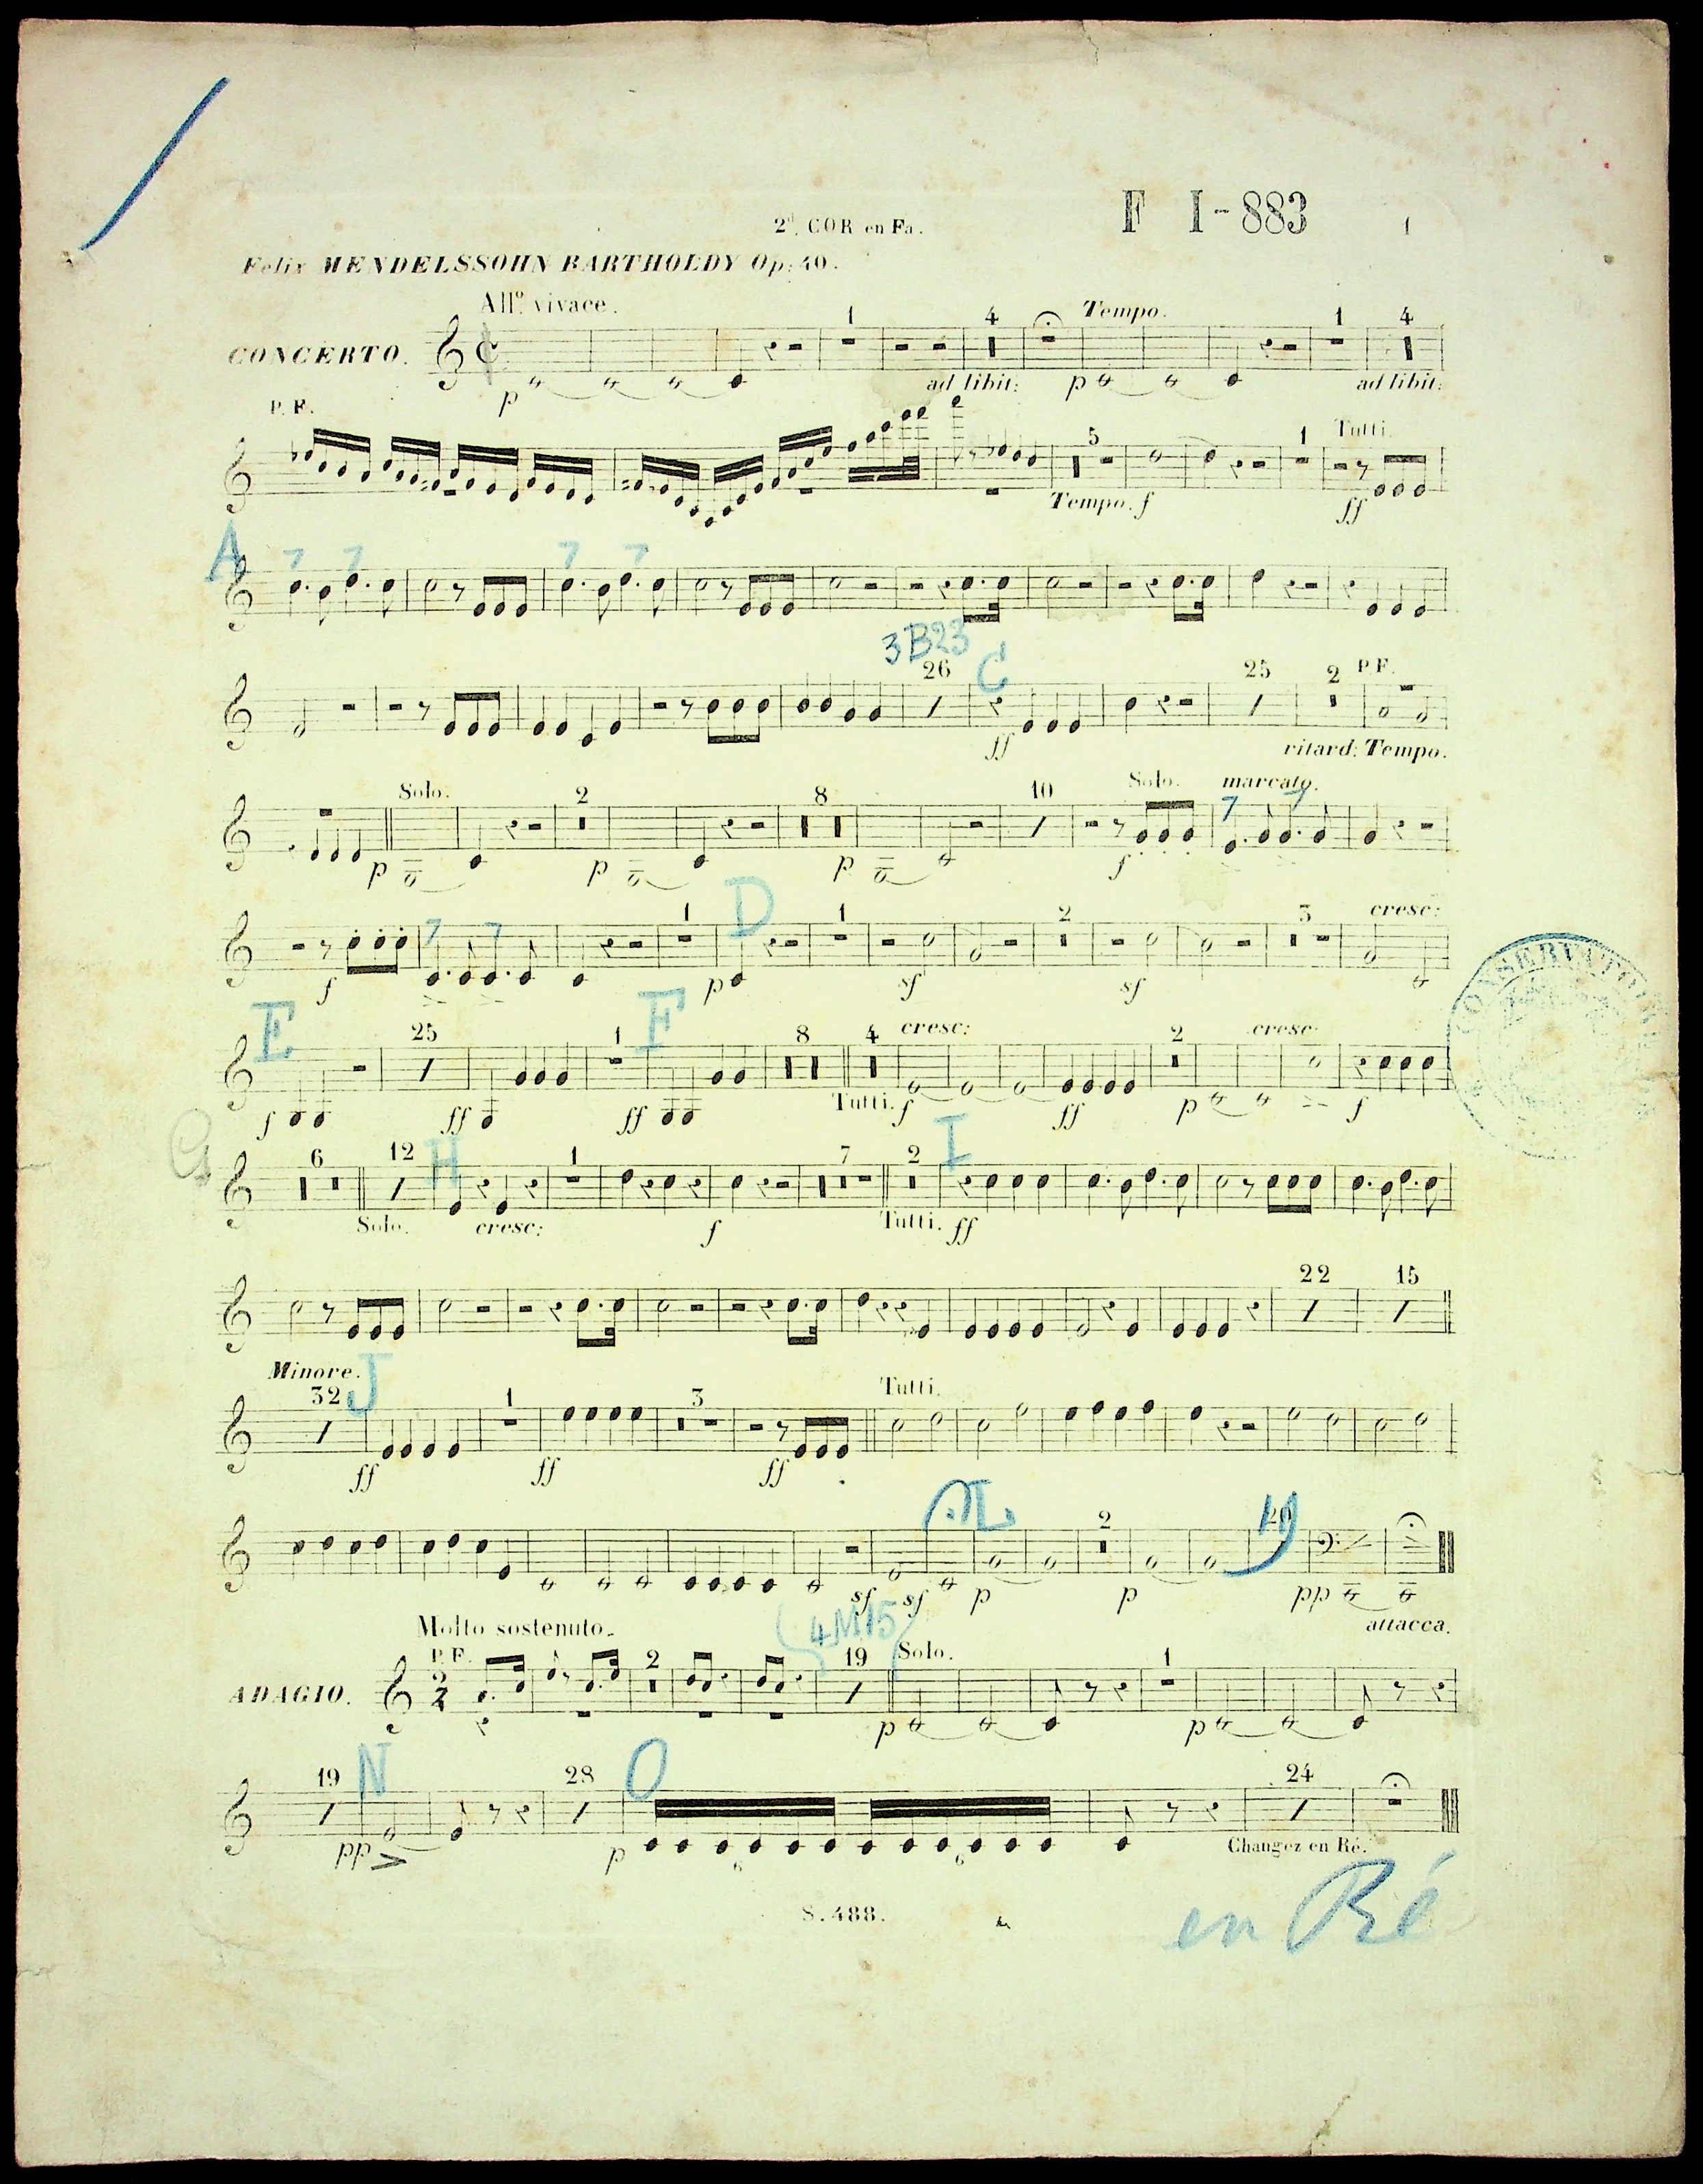 F I-883
2d. COR en Fa.
1
Felix MENDELSSOHN BARTHOLDY Op: 40.
All.o vivace.
CONCERTO.
1
4
Tempo.
1
4
p
ad libit:
p
ad libit:
P. F.
5
1
Tutti.
Tempo. f
ff
A
7 7 7 7
3B23
26
C
25
2
P F.
ff
ritard: Tempo.
Solo.
2
8
10
Solo.
marcato.
7 7
p
p
p
f
7 7
1
D
1
2
3
cresc:
f
p
sf
sf
E
25
1
F
8
4
cresc:
2
cresc:
f
ff
ff
Tutti. f
ff
p
f
G
6
12
H
1
7
2
I
Solo.
cresc:
f
Tutti. ff
22
15
Minore.
32
J
1
3
Tutti.
ff
ff
ff
L
2
19
sf
sf
p
p
pp
attacca.
Molto sostenuto.
P. F.
4M15
ADAGIO.
2
4
2
19
Solo.
1
p
p
19
N
28
O
24
pp
p
6
6
Changez en Ré.
S. 488.
en Ré